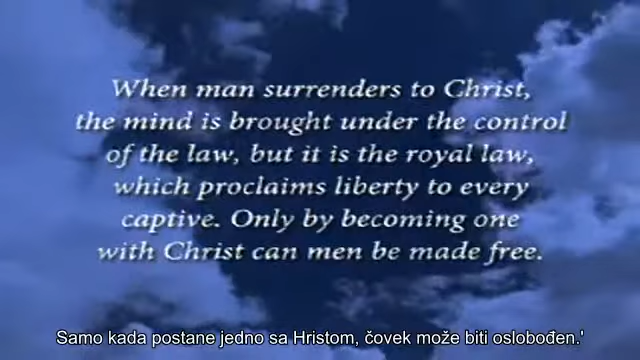 When man surrenders to Christ,
the mind is brought under the control
of the law, but it is the royal law,
which proclaims liberty to every
captive. Only by becoming one
with Christ can men be made free.
Samo kada postane jedno sa Hristom, čovek može biti oslobođen.'